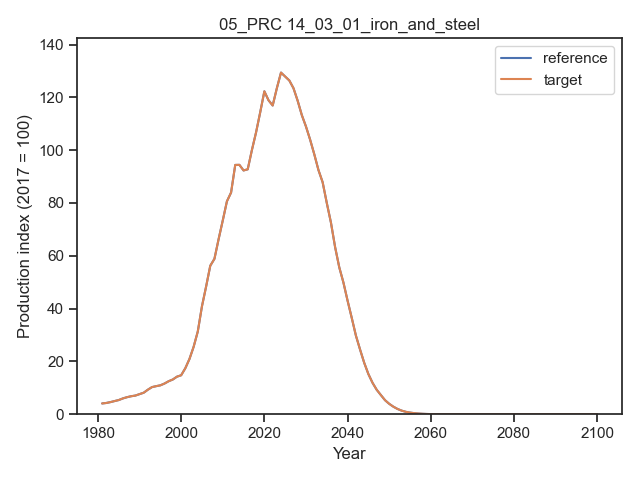 05_PRC 14_03_01_iron_and_steel
reference
target
Production index (2017 = 100)
140
120
100
80
60
40
20
0
1980 2000 2020 2040 2060 2080 2100
Year